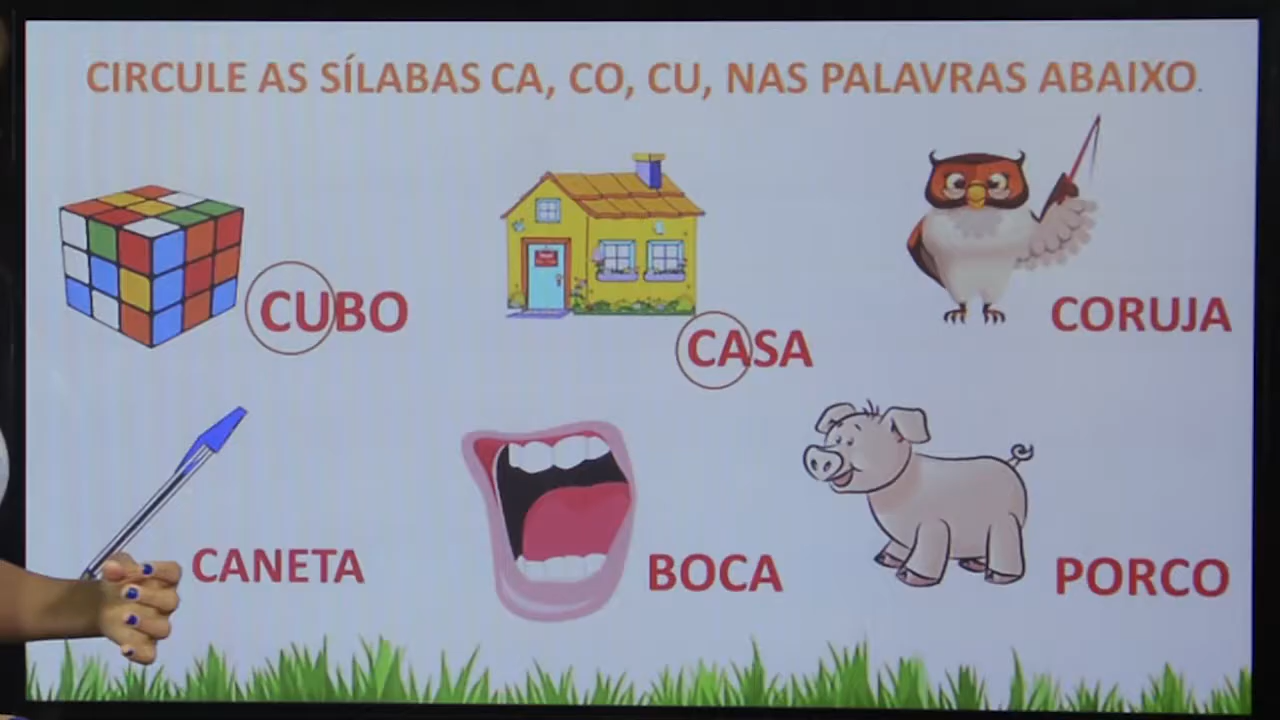 CIRCULE AS SÍLABAS CA, CO, CU, NAS PALAVRAS ABAIXO.
CUBO
CASA
CORUJA
CANETA
BOCA
PORCO